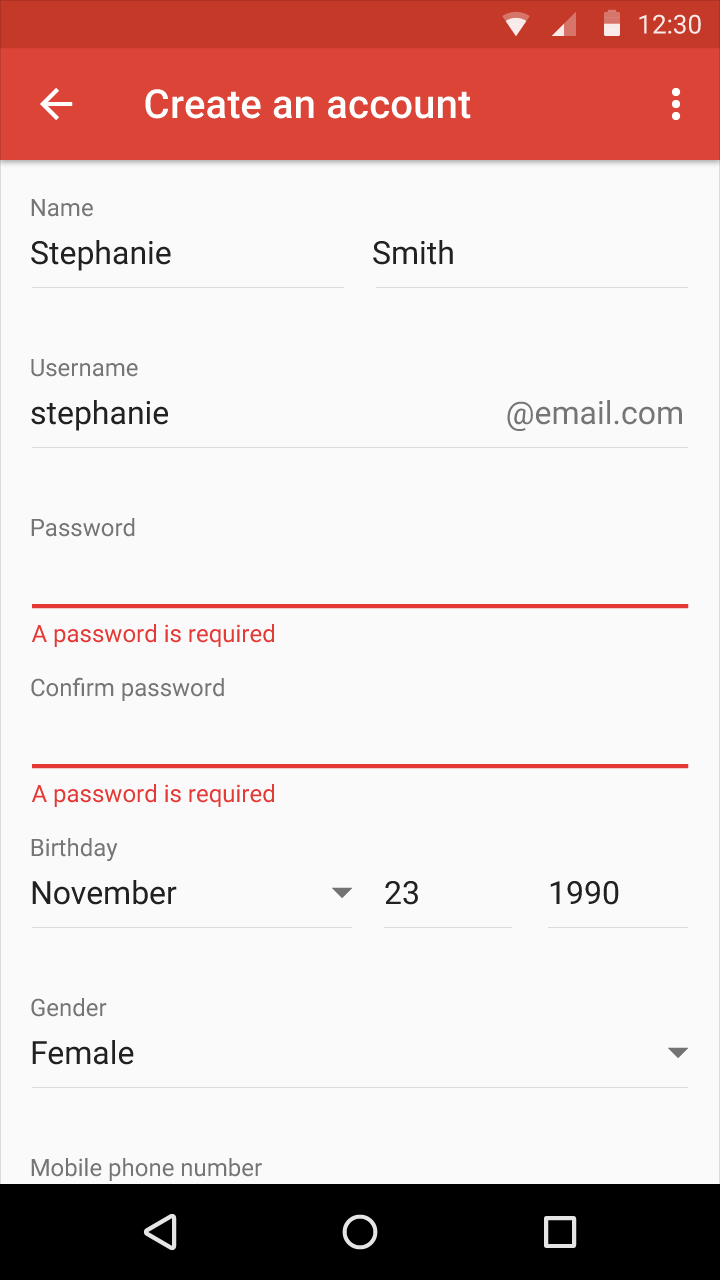 12:30
Create an account
Name
Stephanie Smith
Username
stephanie @email.com
Password
A password is required
Confirm password
A password is required
Birthday
November 23 1990
Gender
Female
Mobile phone number